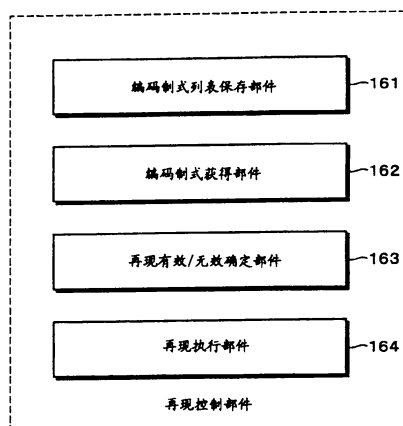 编码制式列表保存部件 161
编码制式获得部件 162
再现有效/无效确定部件 163
再现执行部件 164
再现控制部件